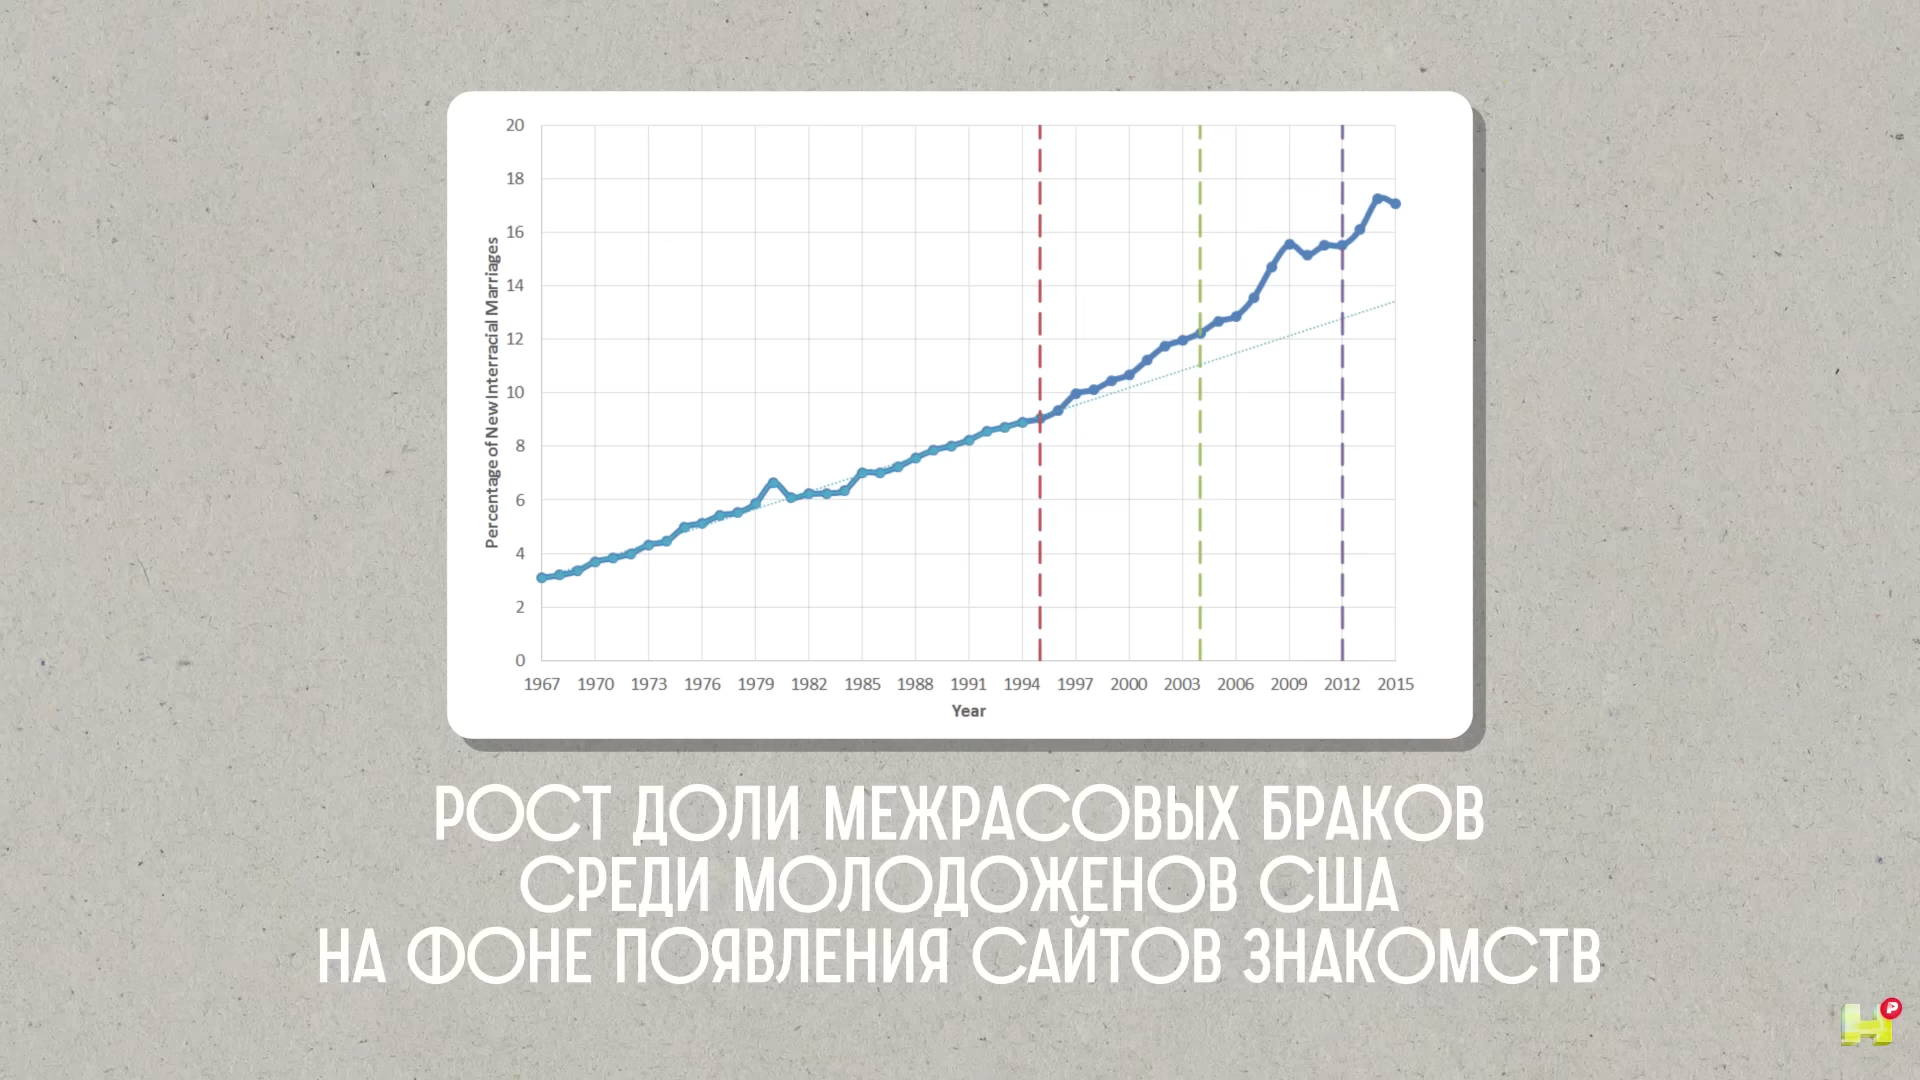 20
18
16
14
12
10
8
6
4
2
0
Percentage of New Interracial Marriages
1967 1970 1973 1976 1979 1982 1985 1988 1991 1994 1997 2000 2003 2006 2009 2012 2015
Year
РОСТ ДОЛИ МЕЖРАСОВЫХ БРАКОВ
СРЕДИ МОЛОДОЖЕНОВ США
НА ФОНЕ ПОЯВЛЕНИЯ САЙТОВ ЗНАКОМСТВ
Н
P